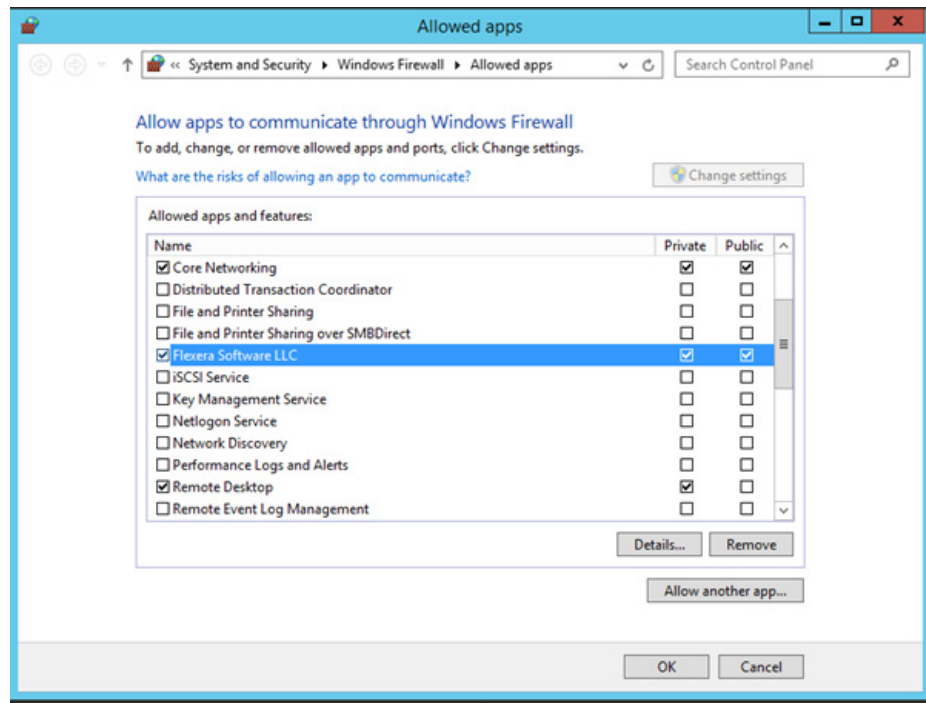 Allowed apps
« System and Security Windows Firewall Allowed apps
Search Control Panel
Allow apps to communicate through Windows Firewall
To add, change, or remove allowed apps and ports, click Change settings.
What are the risks of allowing an app to communicate?
Change settings
Allowed apps and features:
Name Private Public
Core Networking
Distributed Transaction Coordinator
File and Printer Sharing
File and Printer Sharing over SMBDirect
Flexera Software LLC
iSCSI Service
Key Management Service
Netlogon Service
Network Discovery
Performance Logs and Alerts
Remote Desktop
Remote Event Log Management
Details... Remove
Allow another app...
OK Cancel